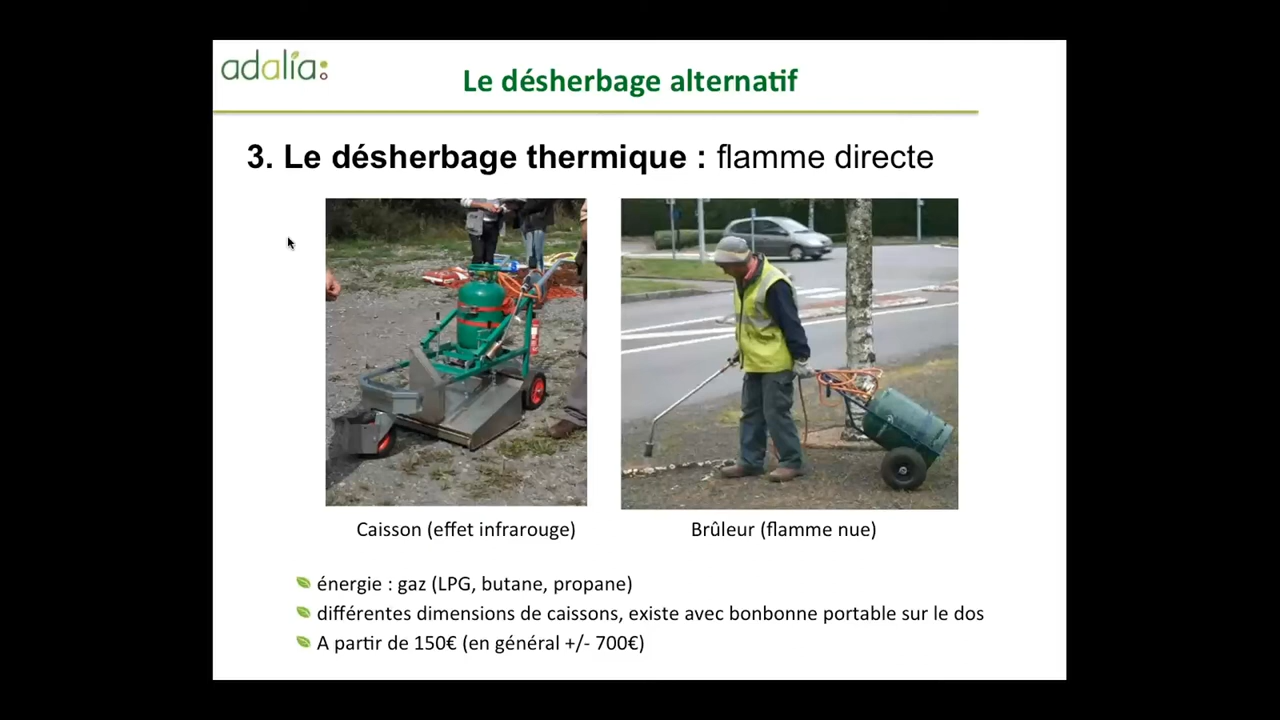 adalia
Le désherbage alternatif
3. Le désherbage thermique : flamme directe
Caisson (effet infrarouge)
Brûleur (flamme nue)
énergie : gaz (LPG, butane, propane)
différentes dimensions de caissons, existe avec bonbonne portable sur le dos
A partir de 150€ (en général +/- 700€)